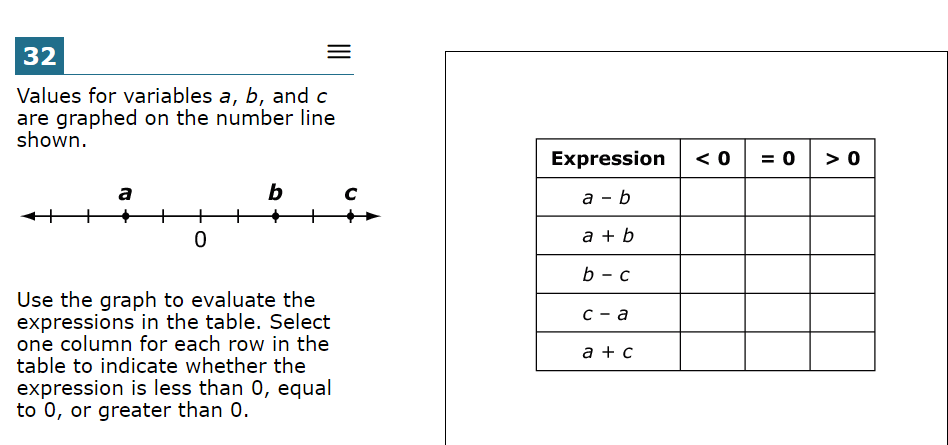 32
Values for variables a, b, and c
are graphed on the number line
shown.
a b c
0
Use the graph to evaluate the
expressions in the table. Select
one column for each row in the
table to indicate whether the
expression is less than 0, equal
to 0, or greater than 0.
Expression < 0 = 0 > 0
a – b
a + b
b – c
c – a
a + c